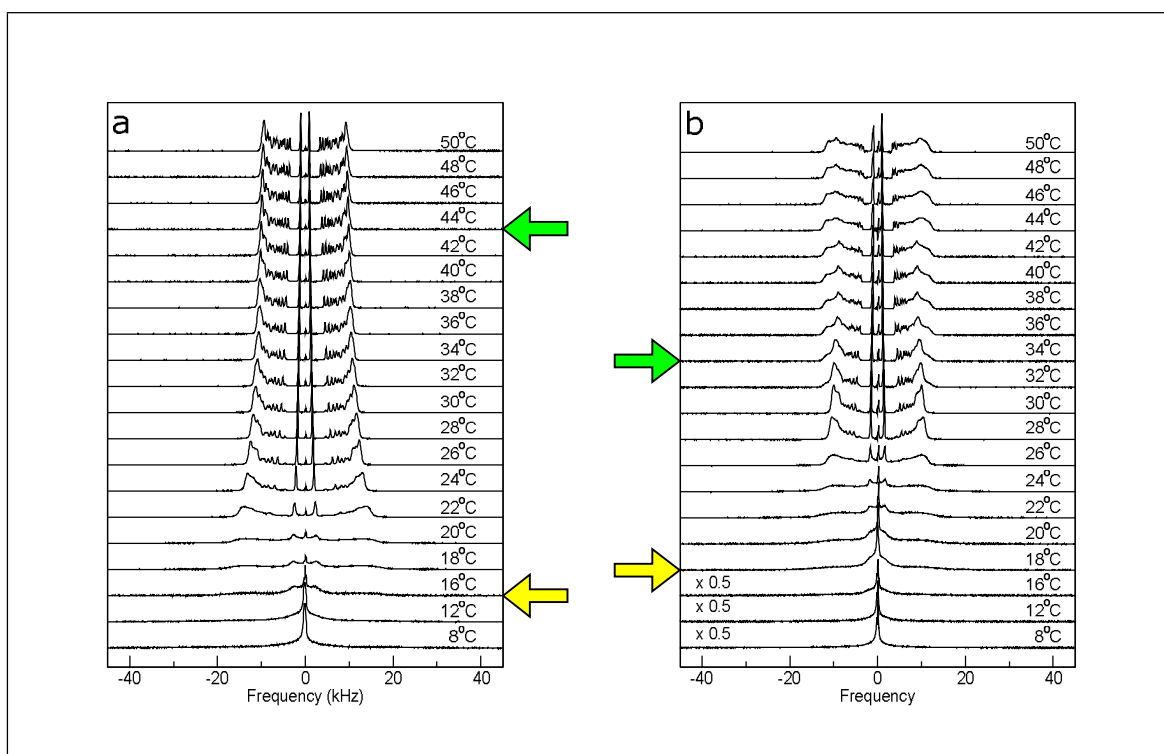 a
50°C
48°C
46°C
44°C
42°C
40°C
38°C
36°C
34°C
32°C
30°C
28°C
26°C
24°C
22°C
20°C
18°C
16°C
12°C
8°C
-40 -20 0 20 40
Frequency (kHz)
b
50°C
48°C
46°C
44°C
42°C
40°C
38°C
36°C
34°C
32°C
30°C
28°C
26°C
24°C
22°C
20°C
18°C
x 0.5 16°C
x 0.5 12°C
x 0.5 8°C
-40 -20 0 20 40
Frequency